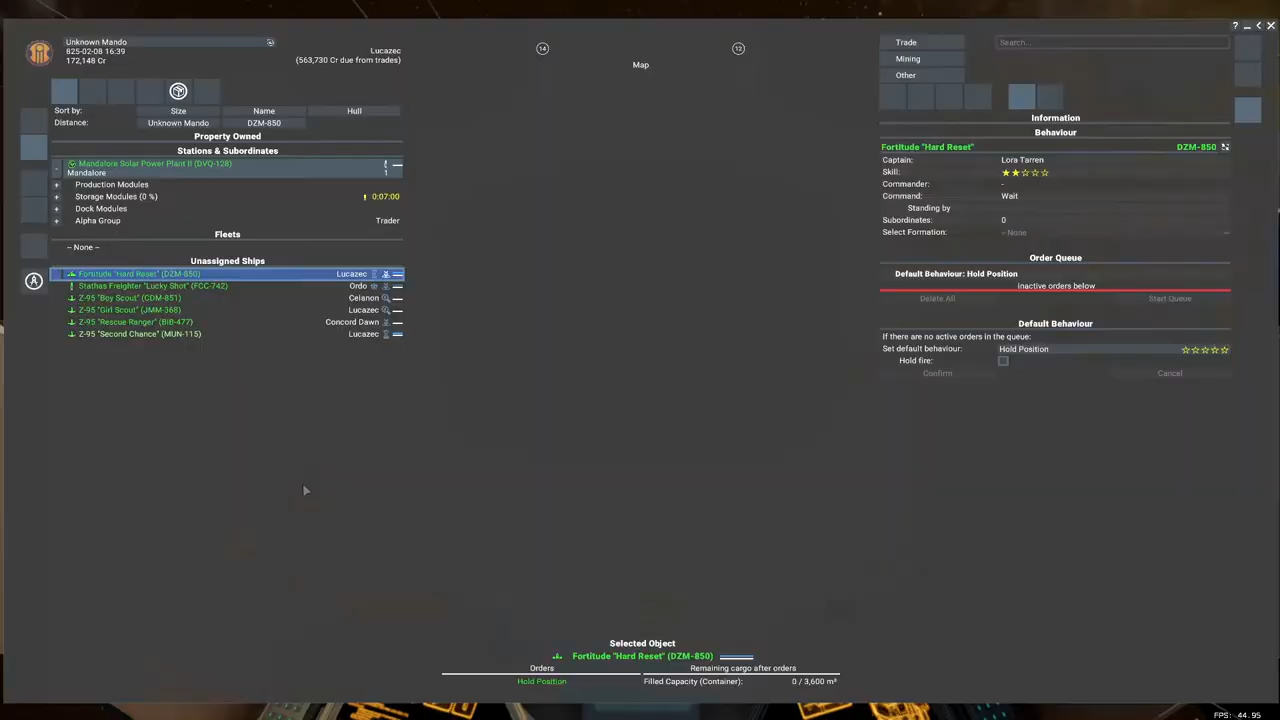 Unknown Mando
625-02-08 16:39
172,148 Cr
Lucazec
(563,730 Cr due from trades)
Sort by: Size Name Hull
Distance: Unknown Mando DZM-850
Property Owned
Stations & Subordinates
- Mandalore Solar Power Plant II (DVQ-128)
Mandalore 1
+ Production Modules
+ Storage Modules (0 %) 0:07:00
+ Dock Modules
+ Alpha Group Trader
Fleets
-- None --
Unassigned Ships
Fortitude "Hard Reset" (DZM-850) Lucazec
Stathas Freighter "Lucky Shot" (FCC-742) Ordo
Z-95 "Boy Scout" (CDM-851) Celanon
Z-95 "Girl Scout" (JMM-368) Lucazec
Z-95 "Rescue Ranger" (BIB-477) Concord Dawn
Z-95 "Second Chance" (MUN-115) Lucazec
14 12
Map
Selected Object
Fortitude "Hard Reset" (DZM-850)
Orders Remaining cargo after orders
Hold Position Filled Capacity (Container): 0 / 3,600 m³
? _ < X
Trade
Mining
Other
Search...
Information
Behaviour
Fortitude "Hard Reset" DZM-850
Captain: Lora Tarren
Skill: ★★☆☆☆
Commander: -
Command: Wait
Standing by
Subordinates: 0
Select Formation: -- None --
Order Queue
Default Behaviour: Hold Position
inactive orders below
Delete All Start Queue
Default Behaviour
If there are no active orders in the queue:
Set default behaviour: Hold Position ☆☆☆☆☆
Hold fire:
Confirm Cancel
FPS: 44.95